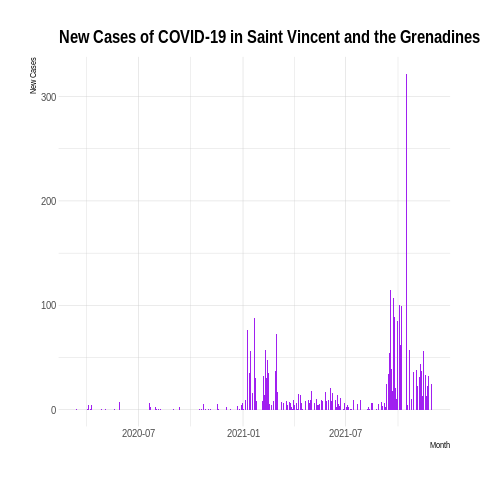 New Cases of COVID-19 in Saint Vincent and the Grenadines
New Cases
300
200
100
0
2020-07
2021-01
2021-07
Month